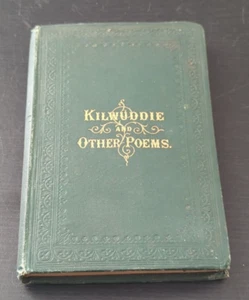 KILWUDDIE
AND
OTHER POEMS.